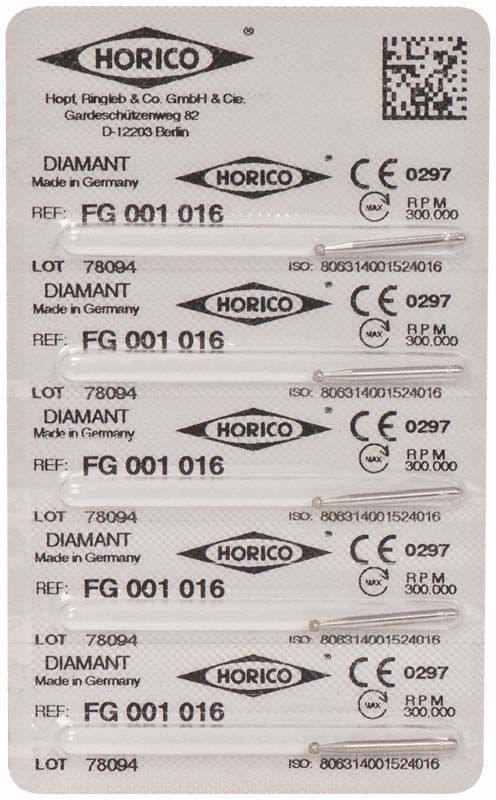 HORICO ®
Hopf, Ringleb & Co. GmbH & Cie.
Gardeschützenweg 82
D-12203 Berlin
DIAMANT HORICO ® CE 0297
Made in Germany
REF: FG 001 016 MAX RPM 300.000
LOT 78094 ISO: 806314001524016
DIAMANT HORICO ® CE 0297
Made in Germany
REF: FG 001 016 MAX RPM 300.000
LOT 78094 ISO: 806314001524016
DIAMANT HORICO ® CE 0297
Made in Germany
REF: FG 001 016 MAX RPM 300.000
LOT 78094 ISO: 806314001524016
DIAMANT HORICO ® CE 0297
Made in Germany
REF: FG 001 016 MAX RPM 300.000
LOT 78094 ISO: 806314001524016
DIAMANT HORICO ® CE 0297
Made in Germany
REF: FG 001 016 MAX RPM 300.000
LOT 78094 ISO: 806314001524016